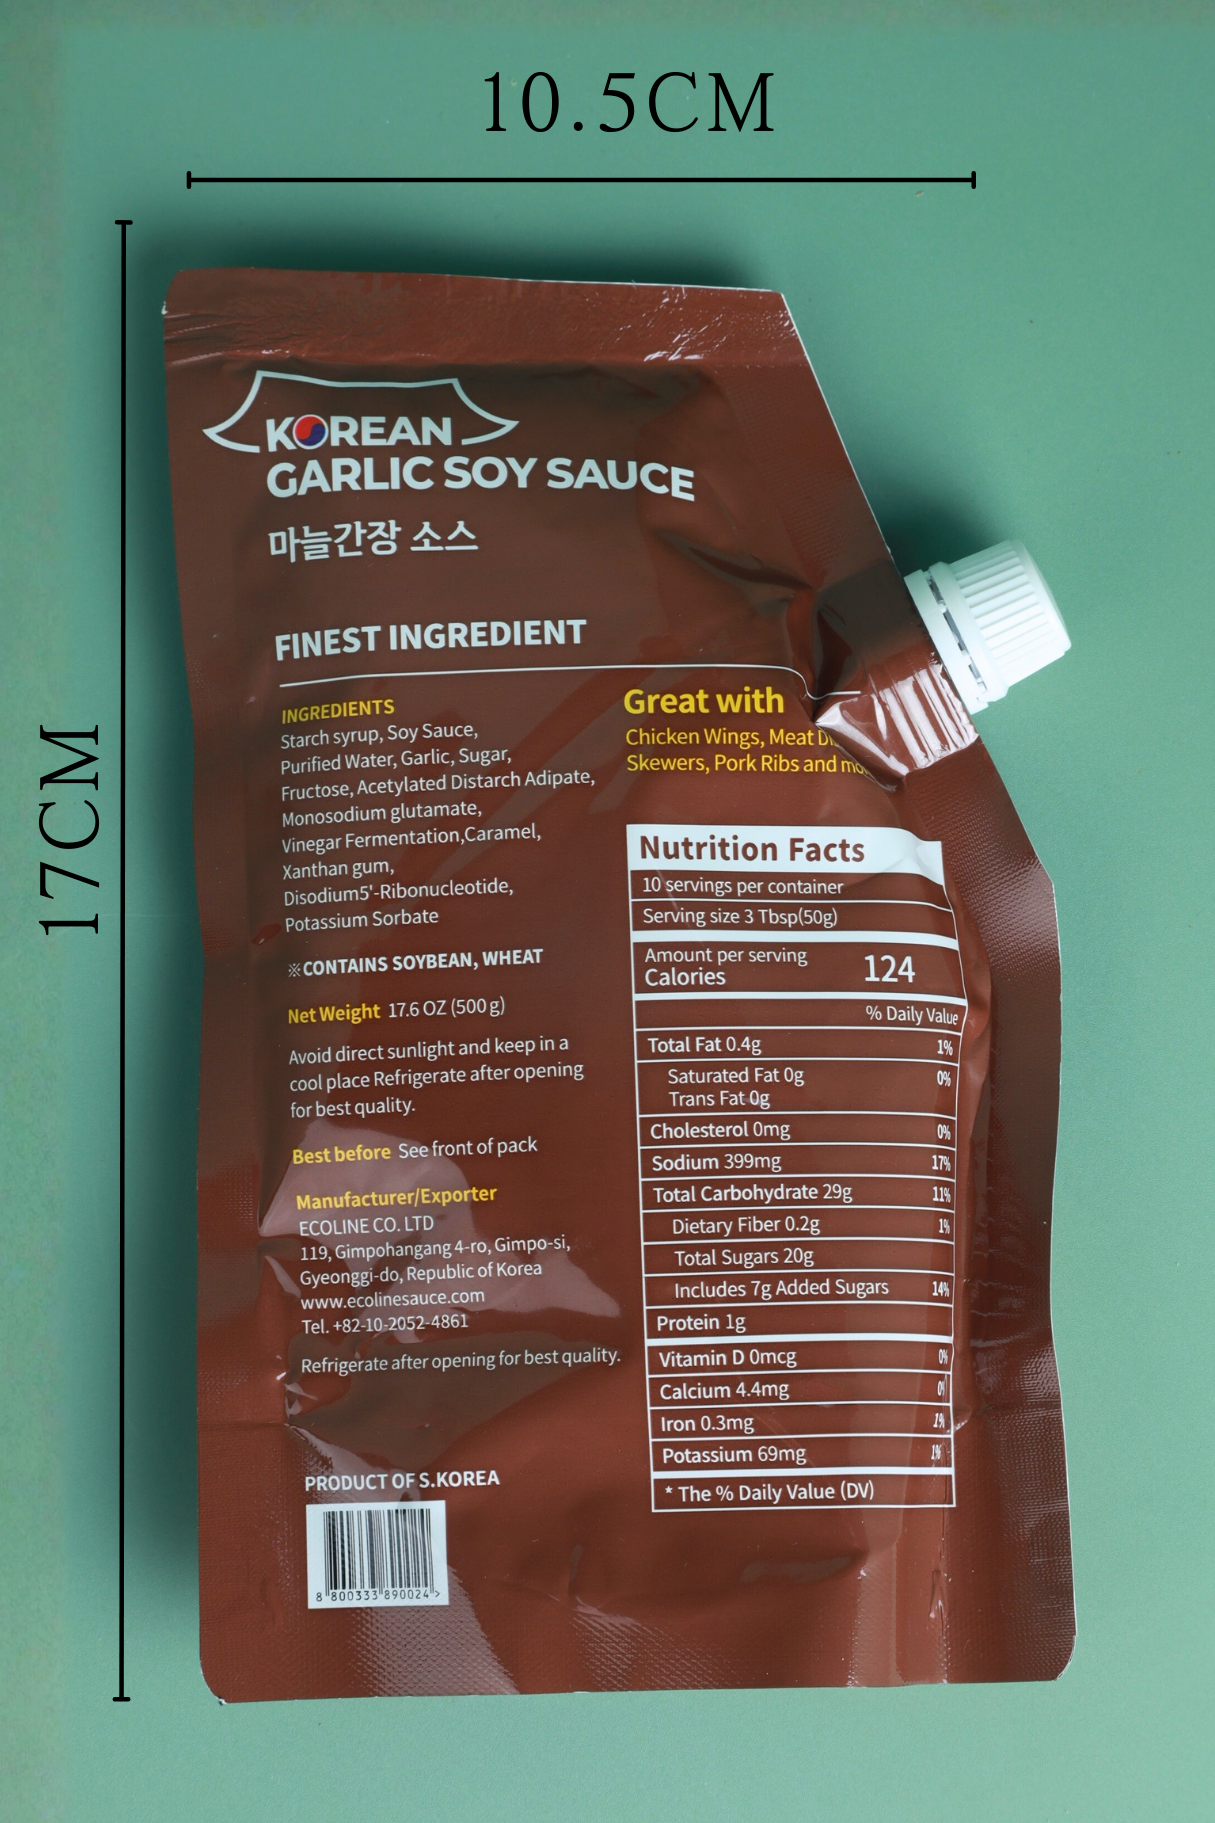 10.5CM
17CM
KOREAN
GARLIC SOY SAUCE
마늘간장 소스
FINEST INGREDIENT
INGREDIENTS
Starch syrup, Soy Sauce,
Purified Water, Garlic, Sugar,
Fructose, Acetylated Distarch Adipate,
Monosodium glutamate,
Vinegar Fermentation,Caramel,
Xanthan gum,
Disodium5'-Ribonucleotide,
Potassium Sorbate
※CONTAINS SOYBEAN, WHEAT
Net Weight 17.6 OZ (500 g)
Avoid direct sunlight and keep in a
cool place Refrigerate after opening
for best quality.
Best before See front of pack
Manufacturer/Exporter
ECOLINE CO. LTD
119, Gimpohangang 4-ro, Gimpo-si,
Gyeonggi-do, Republic of Korea
www.ecolinesauce.com
Tel. +82-10-2052-4861
Refrigerate after opening for best quality.
PRODUCT OF S.KOREA
8 800333 890024 >
Great with
Chicken Wings, Meat
Skewers, Pork Ribs and
Nutrition Facts
10 servings per container
Serving size 3 Tbsp(50g)
Amount per serving
Calories 124
% Daily Value
Total Fat 0.4g 1%
Saturated Fat 0g 0%
Trans Fat 0g
Cholesterol 0mg 0%
Sodium 399mg 17%
Total Carbohydrate 29g 11%
Dietary Fiber 0.2g 1%
Total Sugars 20g
Includes 7g Added Sugars 14%
Protein 1g
Vitamin D 0mcg 0%
Calcium 4.4mg
Iron 0.3mg 1%
Potassium 69mg 1%
* The % Daily Value (DV)